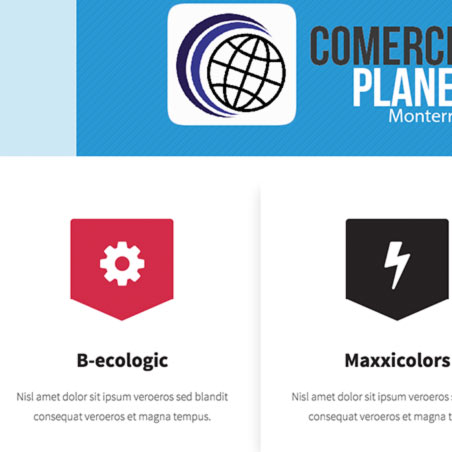 COMERCI
PLANE
Monterr
B-ecologic
Nisl amet dolor sit ipsum veroeros sed blandit
consequat veroeros et magna tempus.
Maxxicolors
Nisl amet dolor sit ipsum veroeros
consequat veroeros et magna t